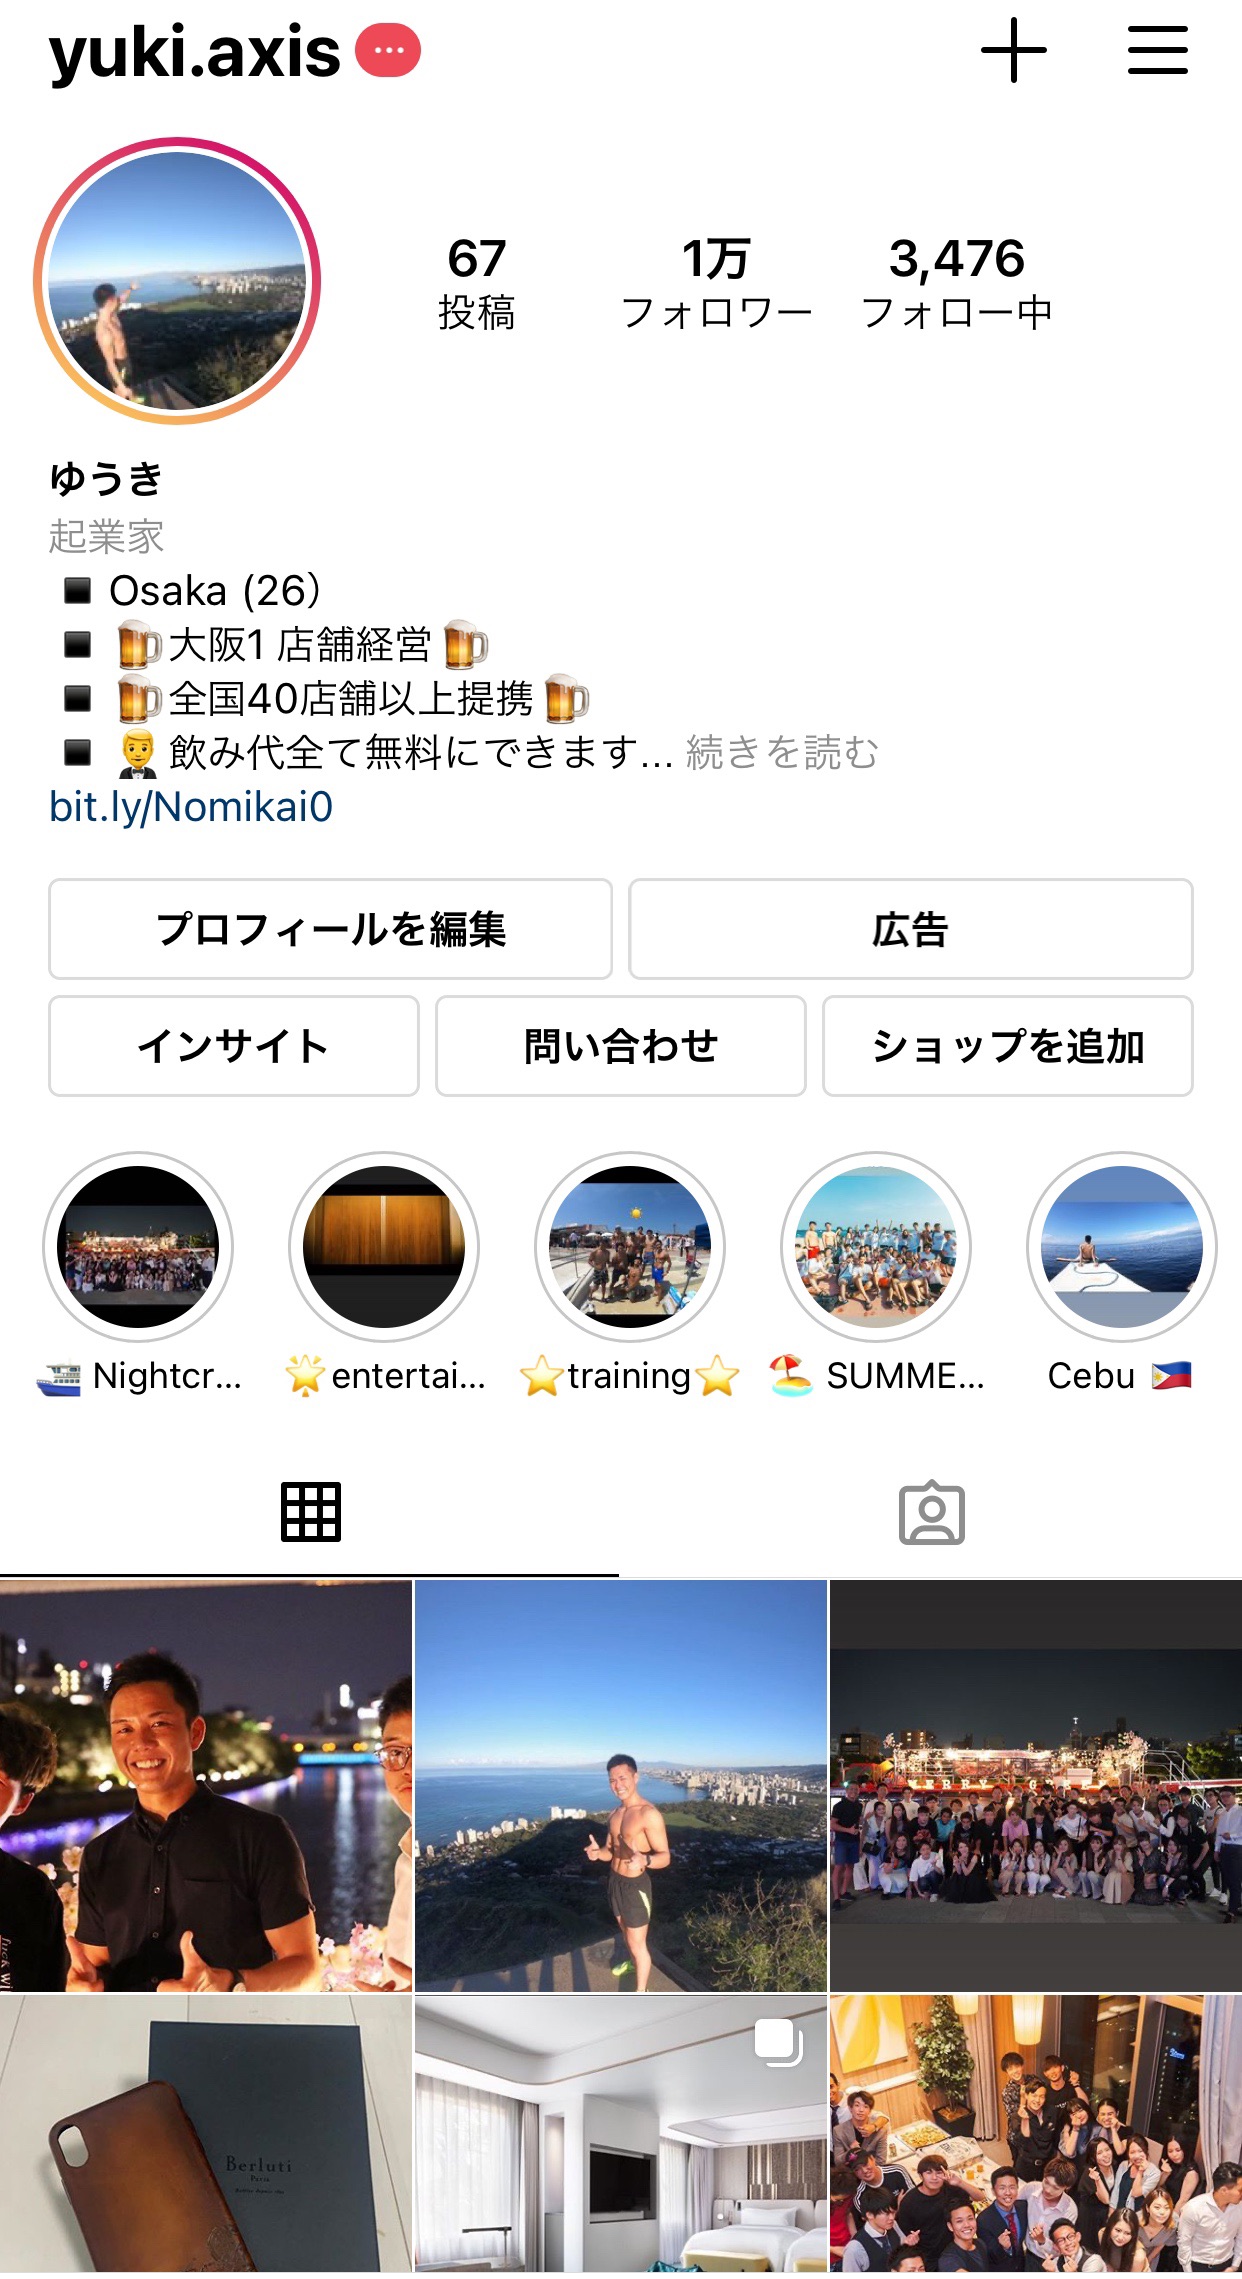 yuki.axis
67 1万 3,476
投稿 フォロワー フォロー中
ゆうき
起業家
◾️ Osaka (26）
◾️ 🍺大阪1 店舗経営🍺
◾️ 🍺全国40店舗以上提携🍺
◾️ 🤵‍♂️飲み代全て無料にできます... 続きを読む
bit.ly/Nomikai0
プロフィールを編集 広告
インサイト 問い合わせ ショップを追加
🛥 Nightcr... 🌟entertai... ⭐️training⭐️ 🏖 SUMME... Cebu 🇵🇭
MERRY
Berluti
Paris